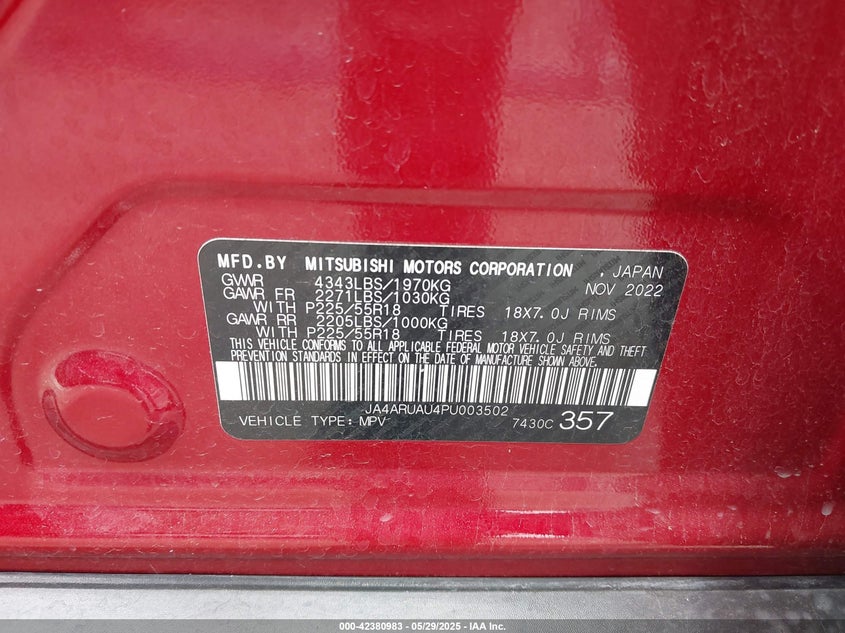 MFD.BY MITSUBISHI MOTORS CORPORATION , JAPAN
GVWR 4343LBS/1970KG NOV 2022
GAWR FR 2271LBS/1030KG
WITH P225/55R18 TIRES 18X7.0J RIMS
GAWR RR 2205LBS/1000KG
WITH P225/55R18 TIRES 18X7.0J RIMS
THIS VEHICLE CONFORMS TO ALL APPLICABLE FEDERAL MOTOR VEHICLE SAFETY AND THEFT
PREVENTION STANDARDS IN EFFECT ON THE DATE OF MANUFACTURE SHOWN ABOVE.
JA4ARUAU4PU003502
VEHICLE TYPE:MPV 7430C 357
000-42380983 - 05/29/2025 - IAA Inc.